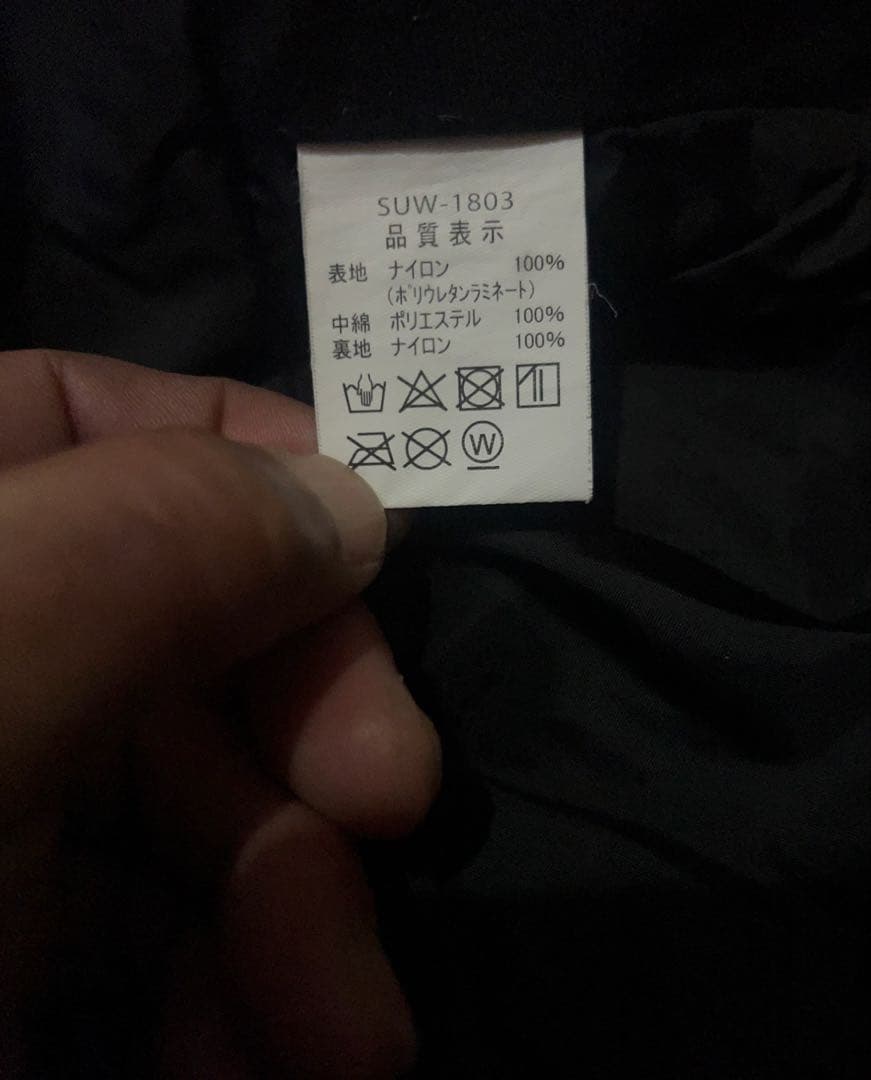 SUW-1803
品質表示
表地 ナイロン 100%
(ポリウレタンラミネート)
中綿 ポリエステル 100%
裏地 ナイロン 100%
W